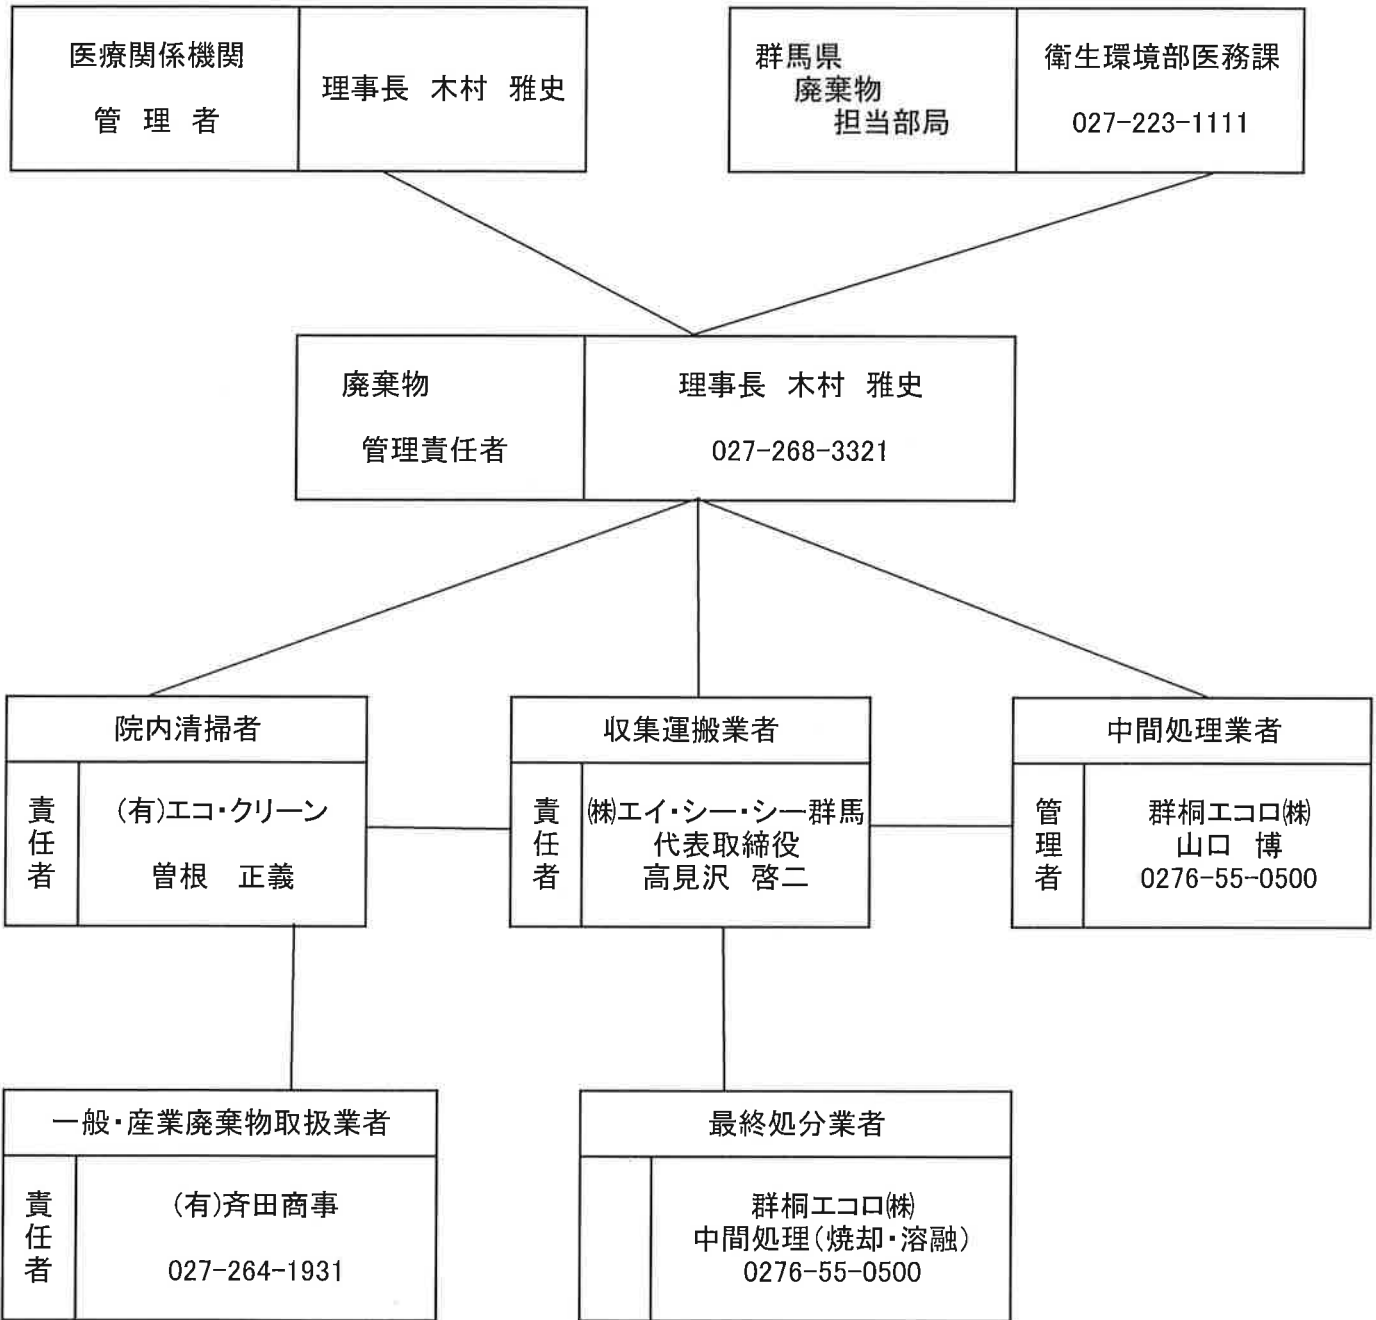 医療関係機関
管 理 者
理事長 木村 雅史
群馬県
廃棄物
担当部局
衛生環境部医務課
027-223-1111
廃棄物
管理責任者
理事長 木村 雅史
027-268-3321
院内清掃者
責任者
(有)エコ・クリーン
曽根 正義
収集運搬業者
責任者
㈱エイ・シー・シー群馬
代表取締役
高見沢 啓二
中間処理業者
管理者
群桐エコロ㈱
山口 博
0276-55-0500
一般・産業廃棄物取扱業者
責任者
(有)斉田商事
027-264-1931
最終処分業者
群桐エコロ㈱
中間処理(焼却・溶融)
0276-55-0500